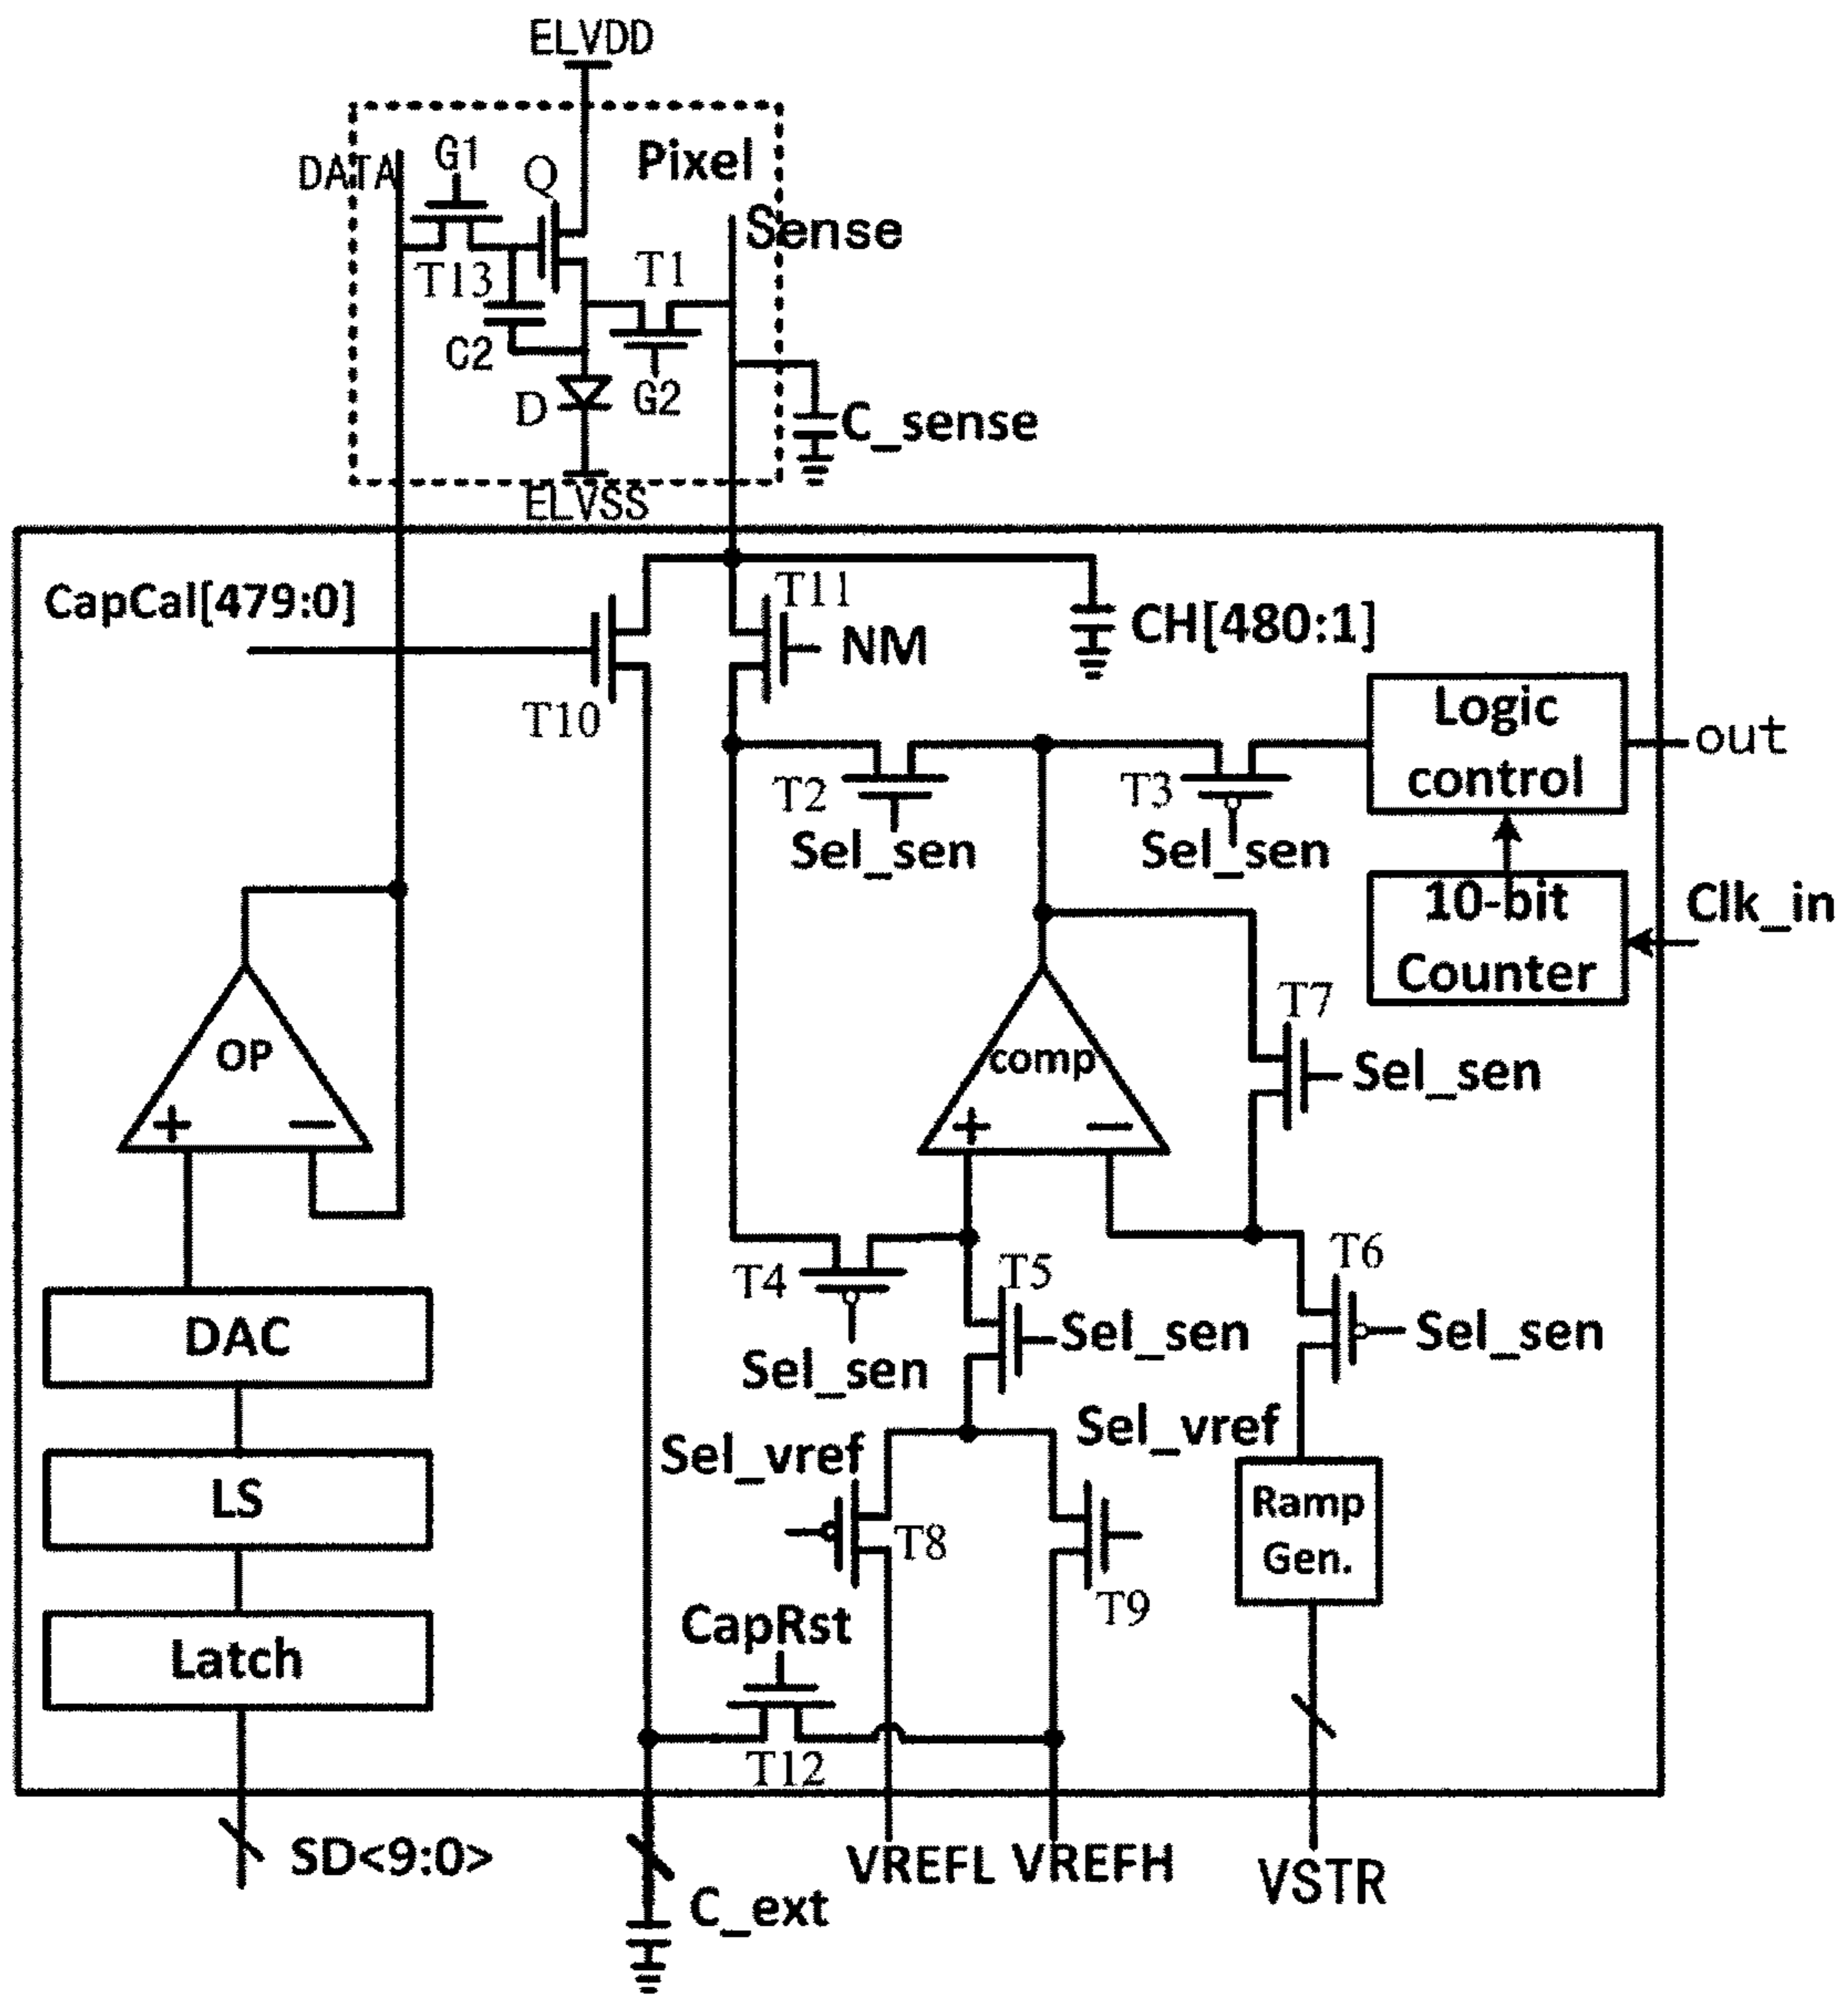 ELVDD
G1
Q
Pixel
DATA
Sense
T13
T1
C2
G2
D
C_sense
ELVSS
CapCal[479:0]
T11
CH[480:1]
NM
T10
Logic
control
out
T2
T3
Sel_sen
Sel_sen
10-bit
Counter
Clk_in
T7
OP
comp
Sel_sen
+
−
+
−
T6
T4
T5
DAC
Sel_sen
Sel_sen
Sel_sen
Sel_vref
Sel_vref
LS
Ramp
Gen.
T8
T9
CapRst
Latch
T12
SD<9:0>
VREFL
VREFH
VSTR
C_ext